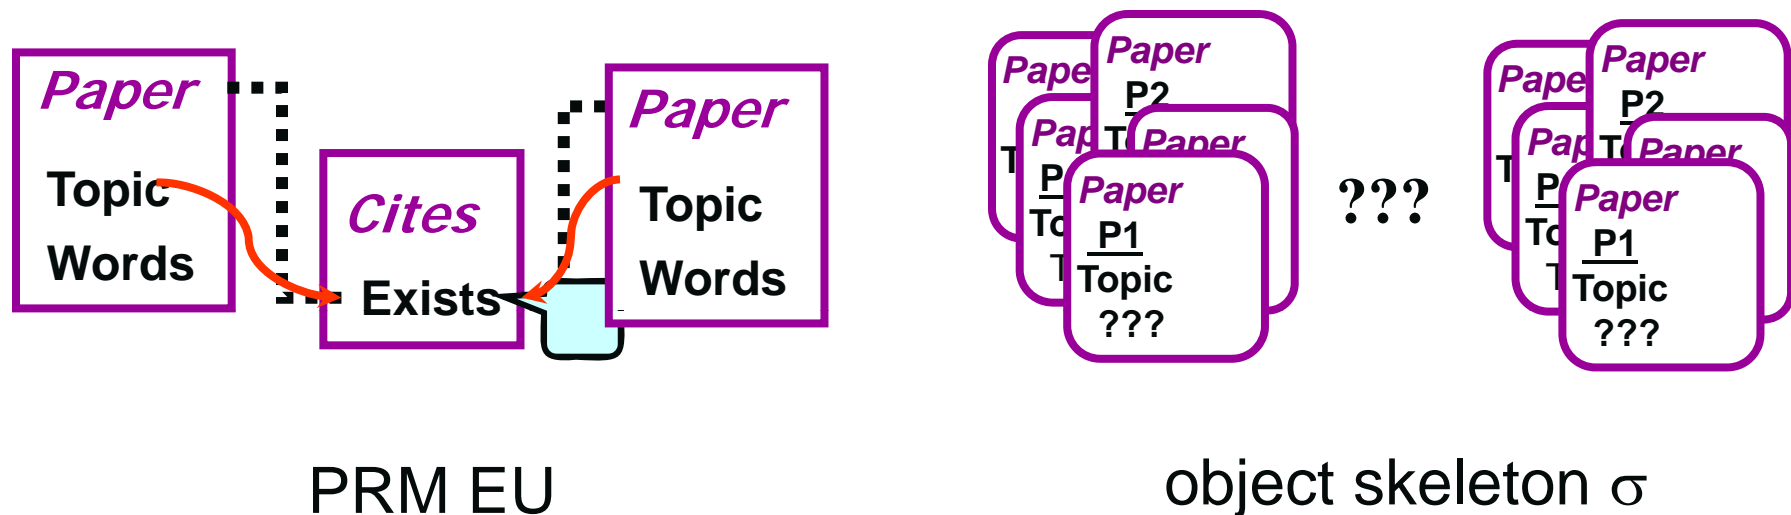 Paper
Topic
Words
Cites
Exists
Paper
Topic
Words
PRM EU
Paper
P2
Paper
Paper
P1
Topic
???
???
Paper
P2
Paper
Paper
P1
Topic
???
object skeleton σ